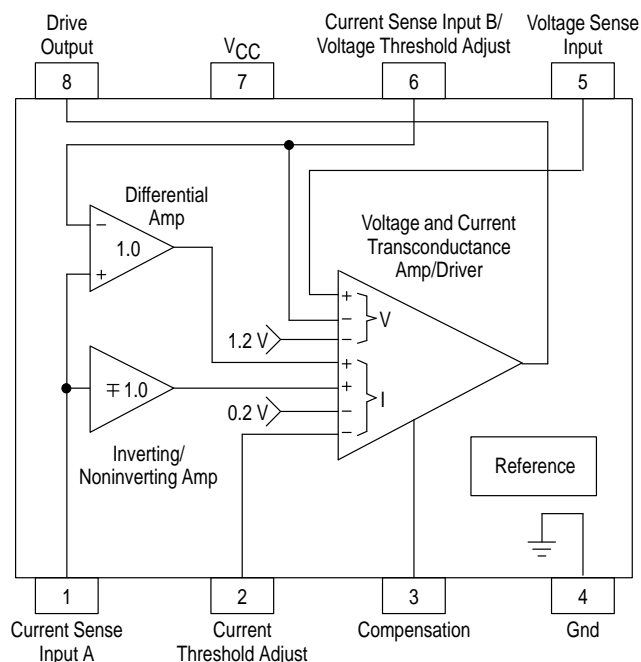 Drive
Output
VCC
Current Sense Input B/
Voltage Threshold Adjust
Voltage Sense
Input
8
7
6
5
Differential
Amp
Voltage and Current
Transconductance
Amp/Driver
−
1.0
+
+
−
−
V
1.2 V
+
+
−
−
I
∓ 1.0
0.2 V
Inverting/
Noninverting Amp
Reference
1
2
3
4
Current Sense
Input A
Current
Threshold Adjust
Compensation
Gnd